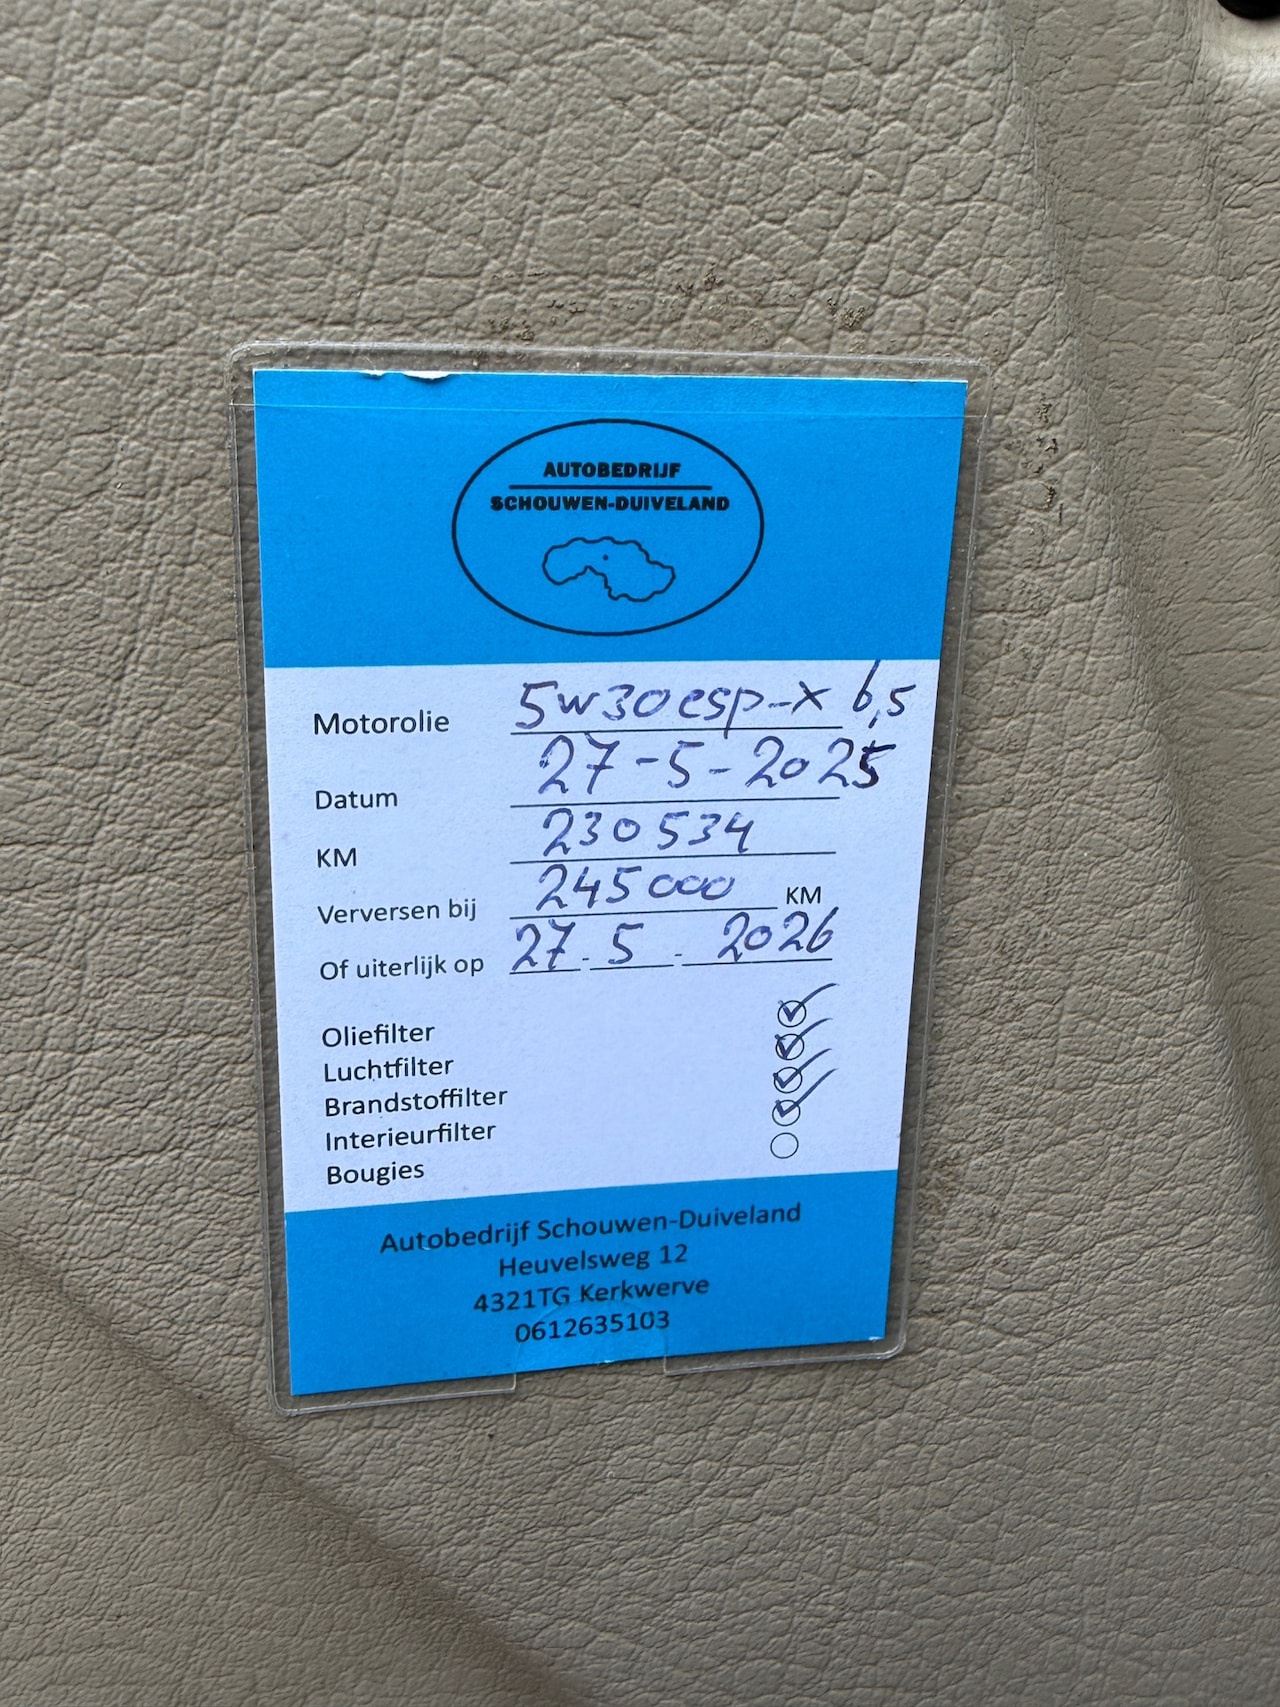 AUTOBEDRIJF
SCHOUWEN-DUIVELAND
Motorolie 5w30 esp-x 6,5
Datum 27-5-2025
KM 230534
Verversen bij 245000 KM
Of uiterlijk op 27-5-2026
Oliefilter
Luchtfilter
Brandstoffilter
Interieurfilter
Bougies
Autobedrijf Schouwen-Duiveland
Heuvelsweg 12
4321TG Kerkwerve
0612635103